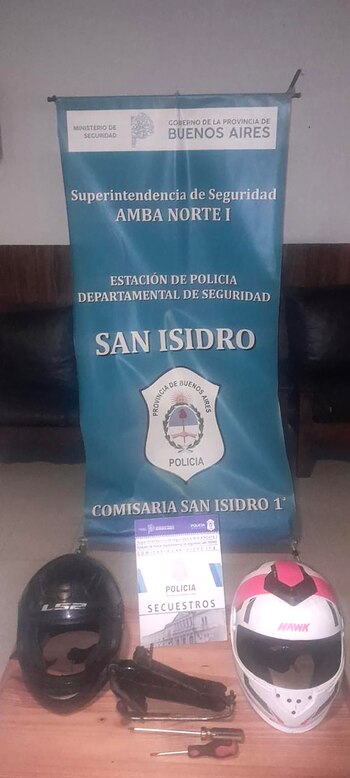 MINISTERIO DE
SEGURIDAD
GOBIERNO DE LA PROVINCIA DE
BUENOS AIRES
Superintendencia de Seguridad
AMBA NORTE I
ESTACIÓN DE POLICIA
DEPARTAMENTAL DE SEGURIDAD
SAN ISIDRO
PROVINCIA DE BUENOS AIRES
POLICIA
COMISARIA SAN ISIDRO 1ª
POLICIA
SECUESTROS
LS2
HAWK